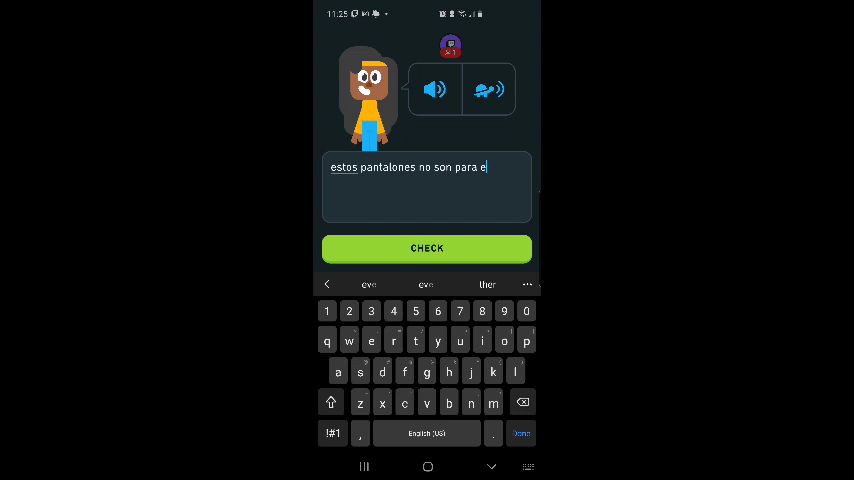 11:25
estos pantalones no son para e
CHECK
eve eve ther
1 2 3 4 5 6 7 8 9 0
q w e r t y u i o p
a s d f g h j k l
z x c v b n m
!#1 , English (US) . Done